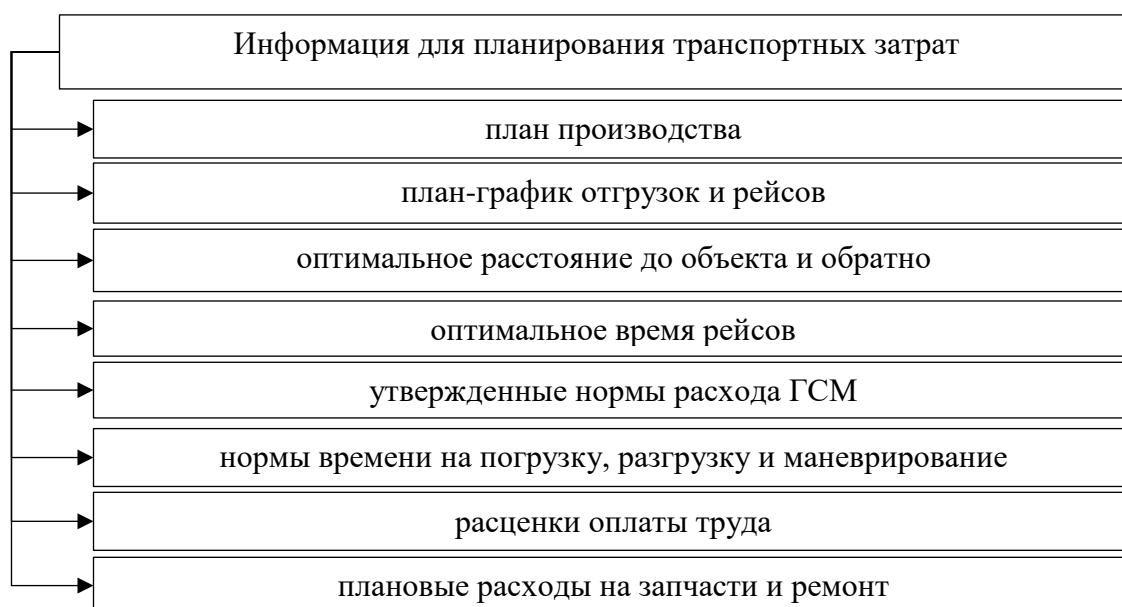 Информация для планирования транспортных затрат
план производства
план-график отгрузок и рейсов
оптимальное расстояние до объекта и обратно
оптимальное время рейсов
утвержденные нормы расхода ГСМ
нормы времени на погрузку, разгрузку и маневрирование
расценки оплаты труда
плановые расходы на запчасти и ремонт